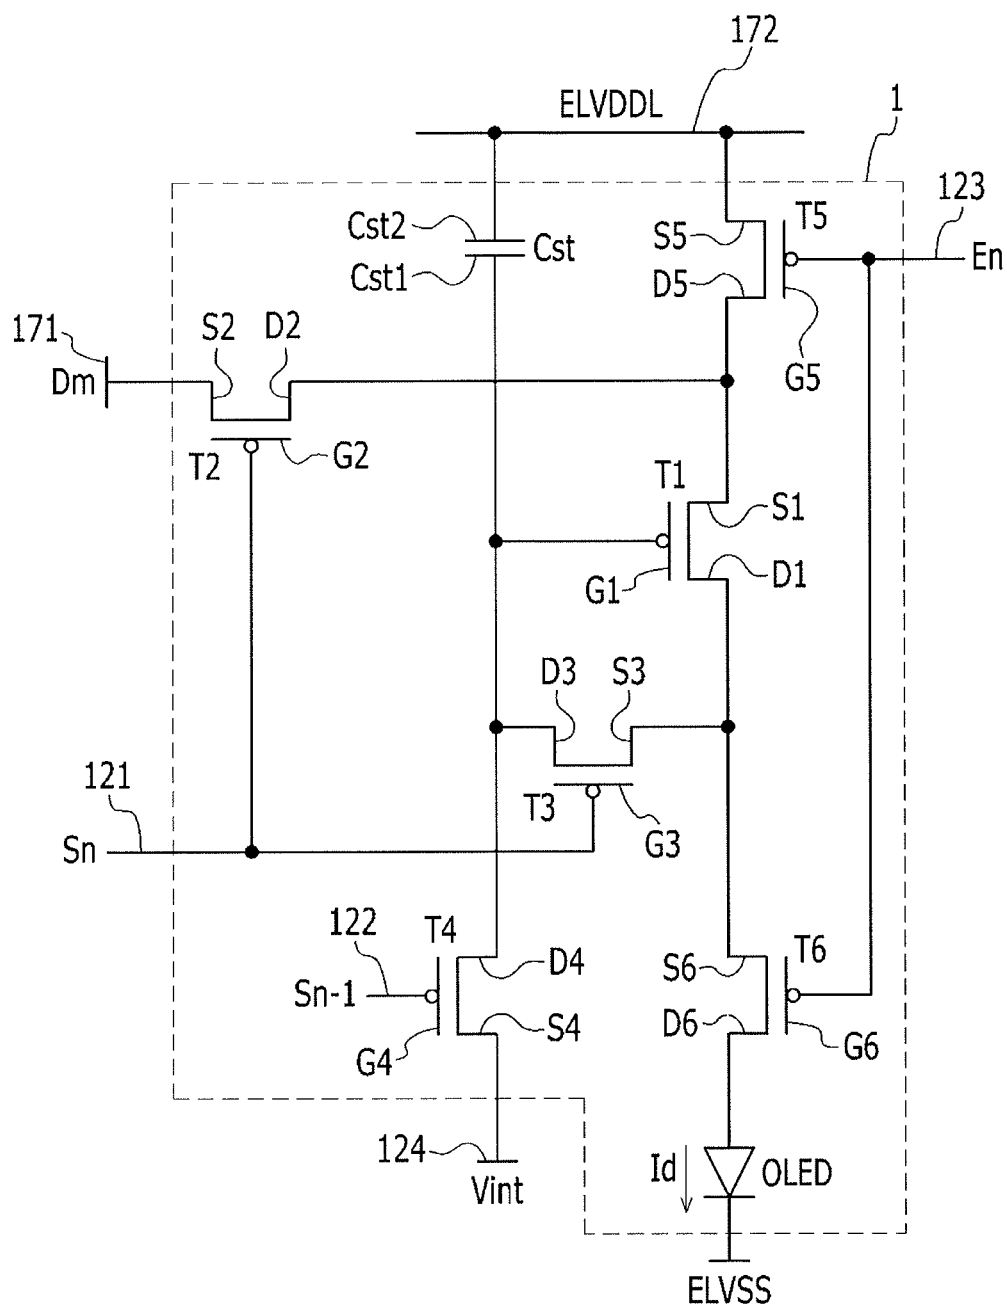 172
ELVDDL
1
Cst2
Cst
Cst1
T5
S5
D5
G5
123
En
171
Dm
S2
D2
T2
G2
T1
S1
G1
D1
D3
S3
T3
G3
121
Sn
122
Sn-1
T4
D4
S4
G4
S6
T6
D6
G6
124
Vint
Id
OLED
ELVSS